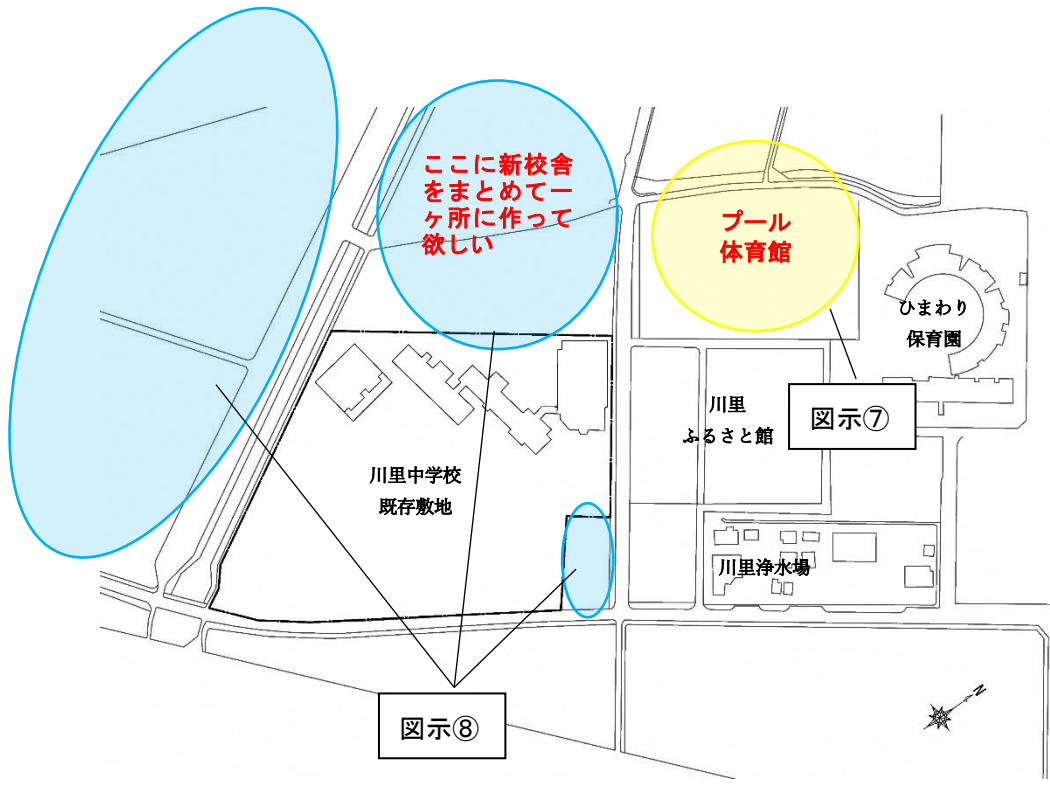 ここに新校舎
をまとめて一
ヶ所に作って
欲しい
プール
体育館
ひまわり
保育園
図示⑦
川里
ふるさと館
川里中学校
既存敷地
川里浄水場
図示⑧
N